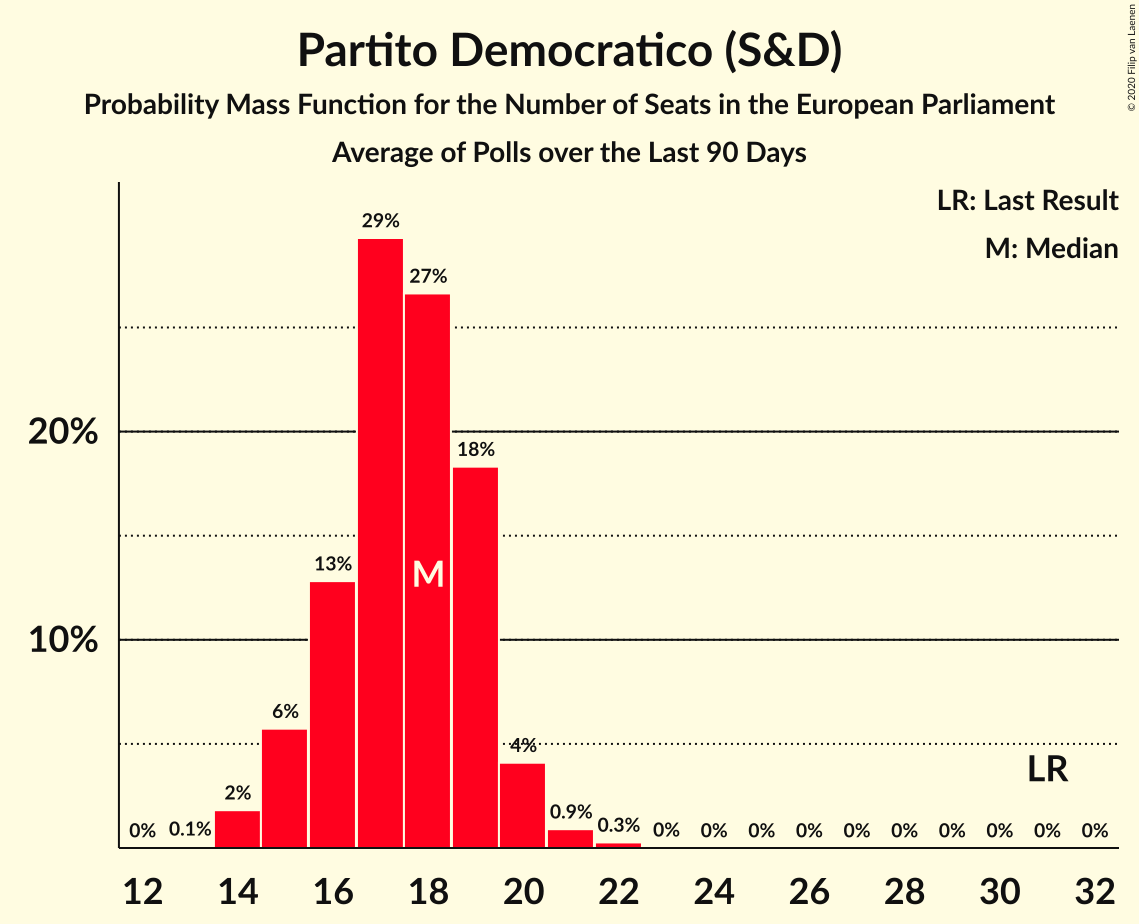 Partito Democratico (S&D)
Probability Mass Function for the Number of Seats in the European Parliament
Average of Polls over the Last 90 Days
© 2020 Filip van Laenen
LR: Last Result
M: Median
20%
10%
0%
0.1%
2%
6%
13%
29%
27%
18%
4%
0.9%
0.3%
0%
0%
0%
0%
0%
0%
0%
0%
0%
0%
M
LR
12 14 16 18 20 22 24 26 28 30 32